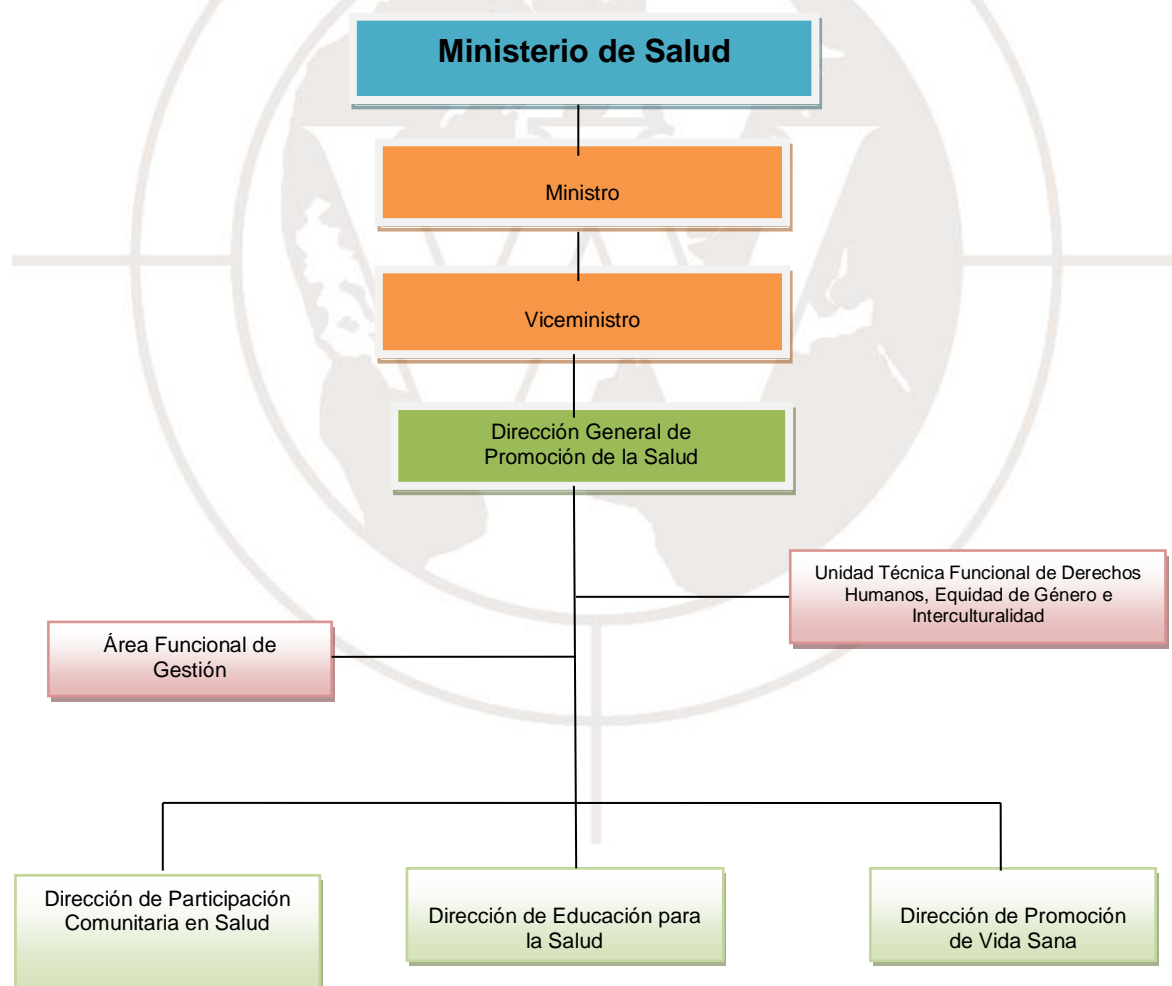 Ministerio de Salud
Ministro
Viceministro
Dirección General de
Promoción de la Salud
Unidad Técnica Funcional de Derechos
Humanos, Equidad de Género e
Interculturalidad
Área Funcional de
Gestión
Dirección de Participación
Comunitaria en Salud
Dirección de Educación para
la Salud
Dirección de Promoción
de Vida Sana